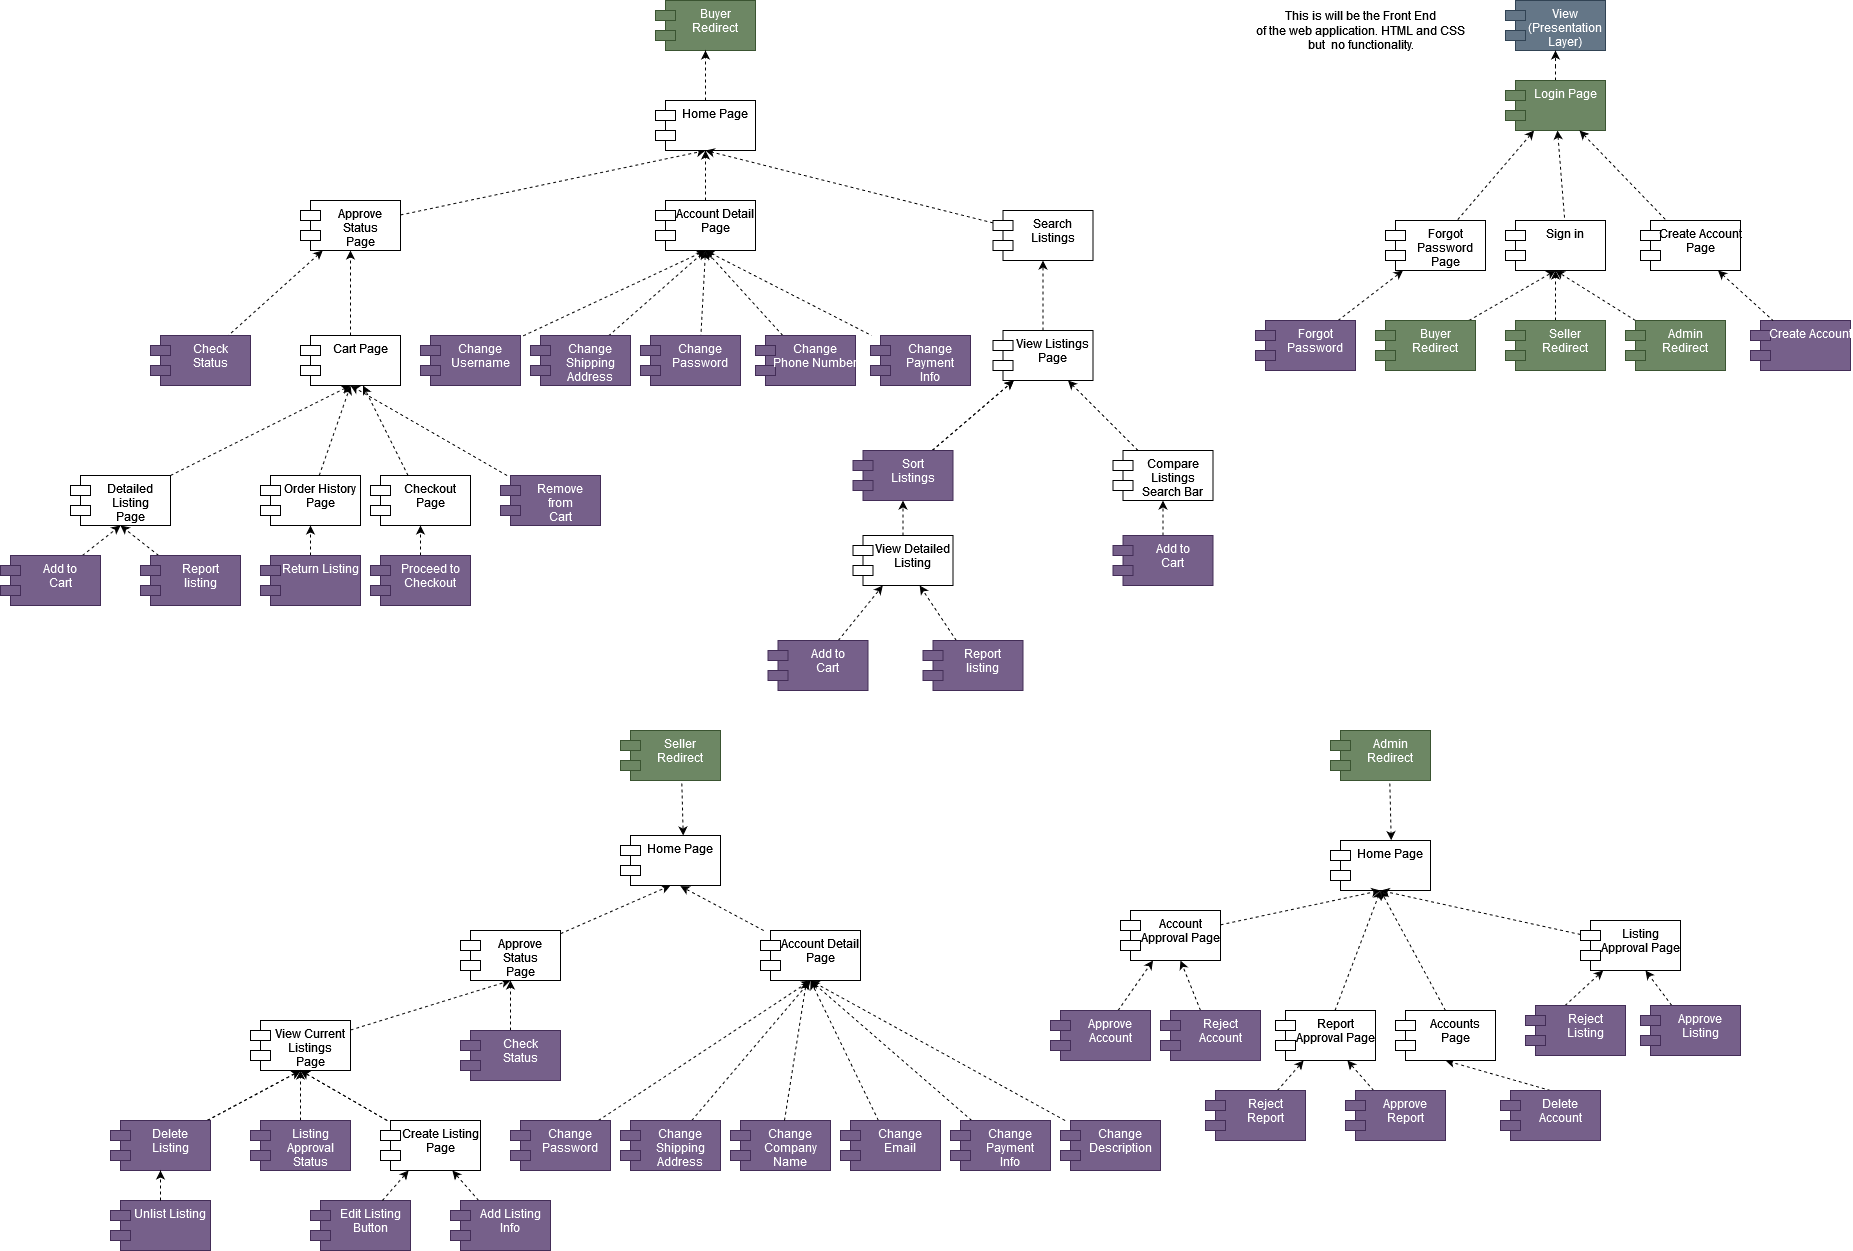 Buyer
Redirect
This is will be the Front End
of the web application. HTML and CSS
but no functionality.
View
(Presentation
Layer)
Login Page
Home Page
Approve
Status
Page
Account Detail
Page
Search
Listings
Forgot
Password
Page
Sign in
Create Account
Page
Check
Status
Cart Page
Change
Username
Change
Shipping
Address
Change
Password
Change
Phone Number
Change
Payment
Info
View Listings
Page
Forgot
Password
Buyer
Redirect
Seller
Redirect
Admin
Redirect
Create Account
Detailed
Listing
Page
Order History
Page
Checkout
Page
Remove
from
Cart
Sort
Listings
Compare
Listings
Search Bar
Add to
Cart
Report
listing
Return Listing
Proceed to
Checkout
View Detailed
Listing
Add to
Cart
Add to
Cart
Report
listing
Seller
Redirect
Admin
Redirect
Home Page
Home Page
Approve
Status
Page
Account Detail
Page
Account
Approval Page
Listing
Approval Page
View Current
Listings
Page
Check
Status
Approve
Account
Reject
Account
Report
Approval Page
Accounts
Page
Reject
Listing
Approve
Listing
Reject
Report
Approve
Report
Delete
Account
Delete
Listing
Listing
Approval
Status
Create Listing
Page
Change
Password
Change
Shipping
Address
Change
Company
Name
Change
Email
Change
Payment
Info
Change
Description
Unlist Listing
Edit Listing
Button
Add Listing
Info